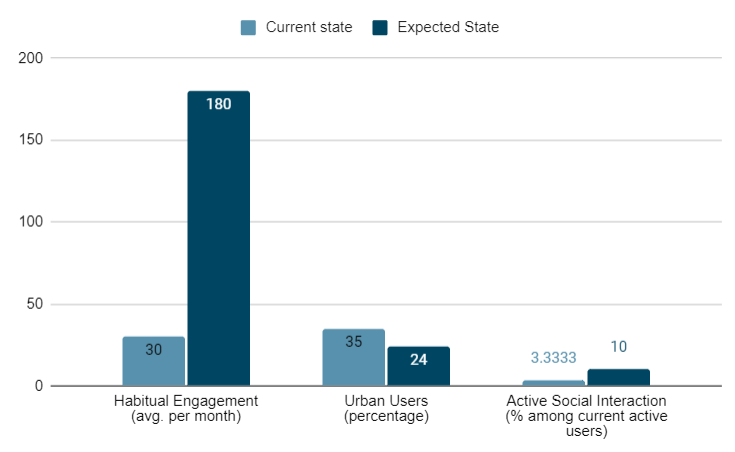 Current state
Expected State
200
150
100
50
0
180
30
35
24
3.3333
10
Habitual Engagement
(avg. per month)
Urban Users
(percentage)
Active Social Interaction
(% among current active
users)